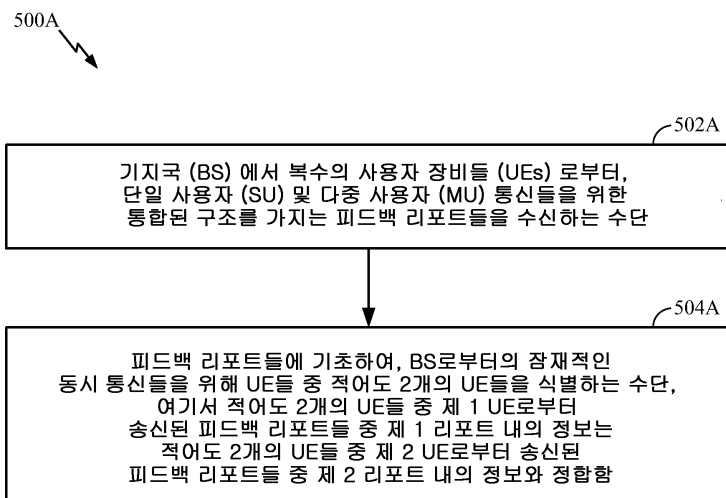 500A
502A
기지국 (BS) 에서 복수의 사용자 장비들 (UEs) 로부터,
단일 사용자 (SU) 및 다중 사용자 (MU) 통신들을 위한
통합된 구조를 가지는 피드백 리포트들을 수신하는 수단
504A
피드백 리포트들에 기초하여, BS로부터의 잠재적인
동시 통신들을 위해 UE들 중 적어도 2개의 UE들을 식별하는 수단,
여기서 적어도 2개의 UE들 중 제 1 UE로부터
송신된 피드백 리포트들 중 제 1 리포트 내의 정보는
적어도 2개의 UE들 중 제 2 UE로부터 송신된
피드백 리포트들 중 제 2 리포트 내의 정보와 정합함